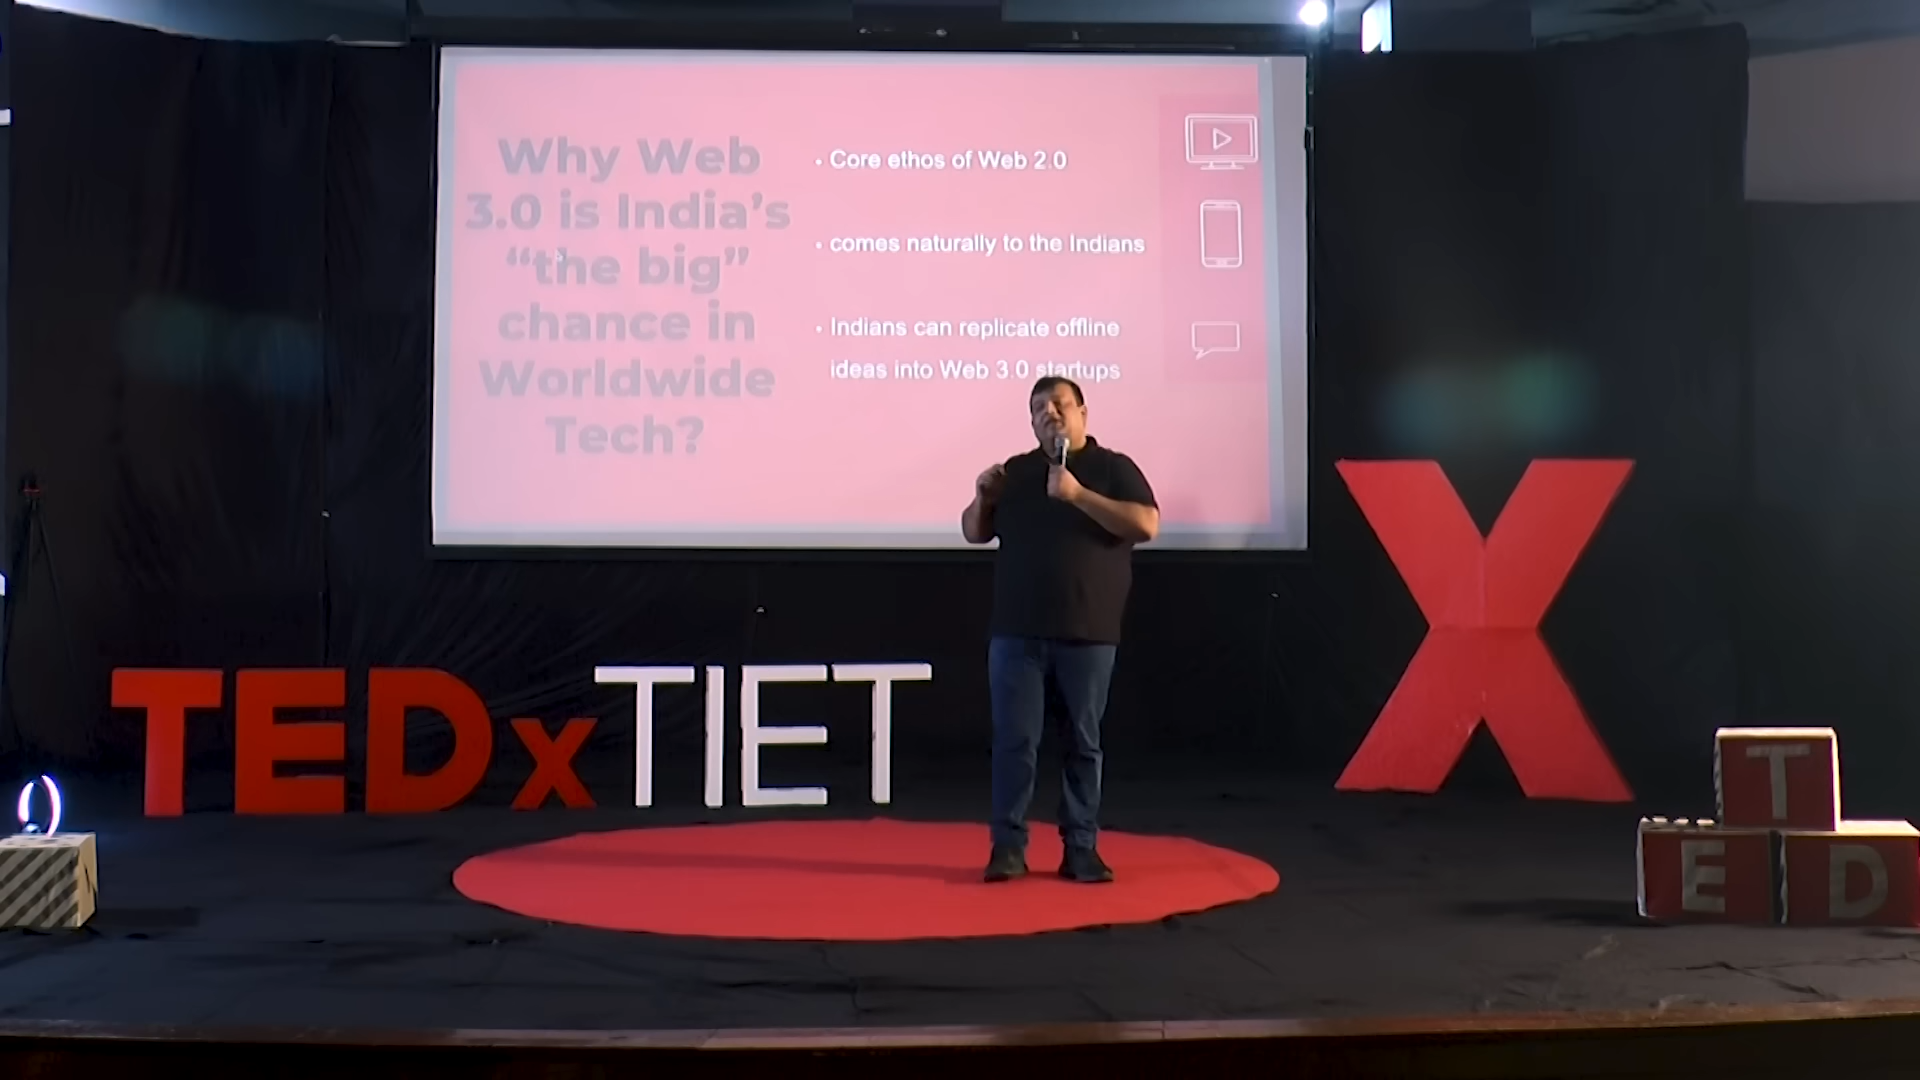 Why Web
3.0 is India's
“the big”
chance in
Worldwide
Tech?
• Core ethos of Web 2.0
• comes naturally to the Indians
• Indians can replicate offline
ideas into Web 3.0 startups
TEDxTIET
X
T
E D